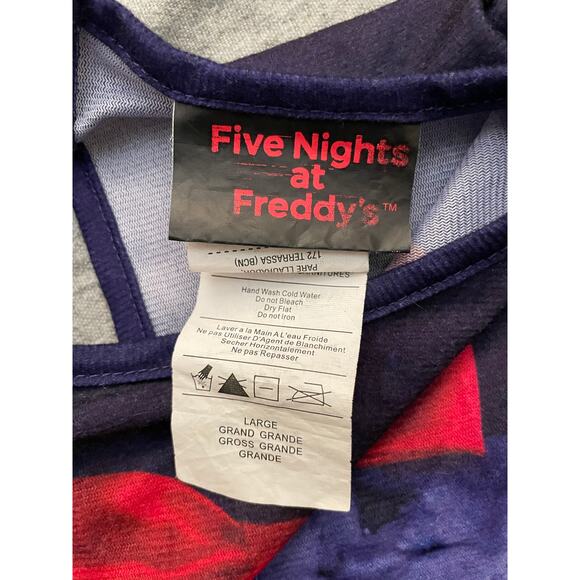 Five Nights
at
Freddy's™
172 TERRASSA (BCN)
PARE LLAURADOR,
Hand Wash Cold Water
Do not Bleach
Dry Flat
Do not Iron
Laver a la Main A L'eau Froide
Ne pas Utiliser D'Agent de Blanchiment
Secher Horizontalement
Ne pas Repasser
LARGE
GRAND GRANDE
GROSS GRANDE
GRANDE